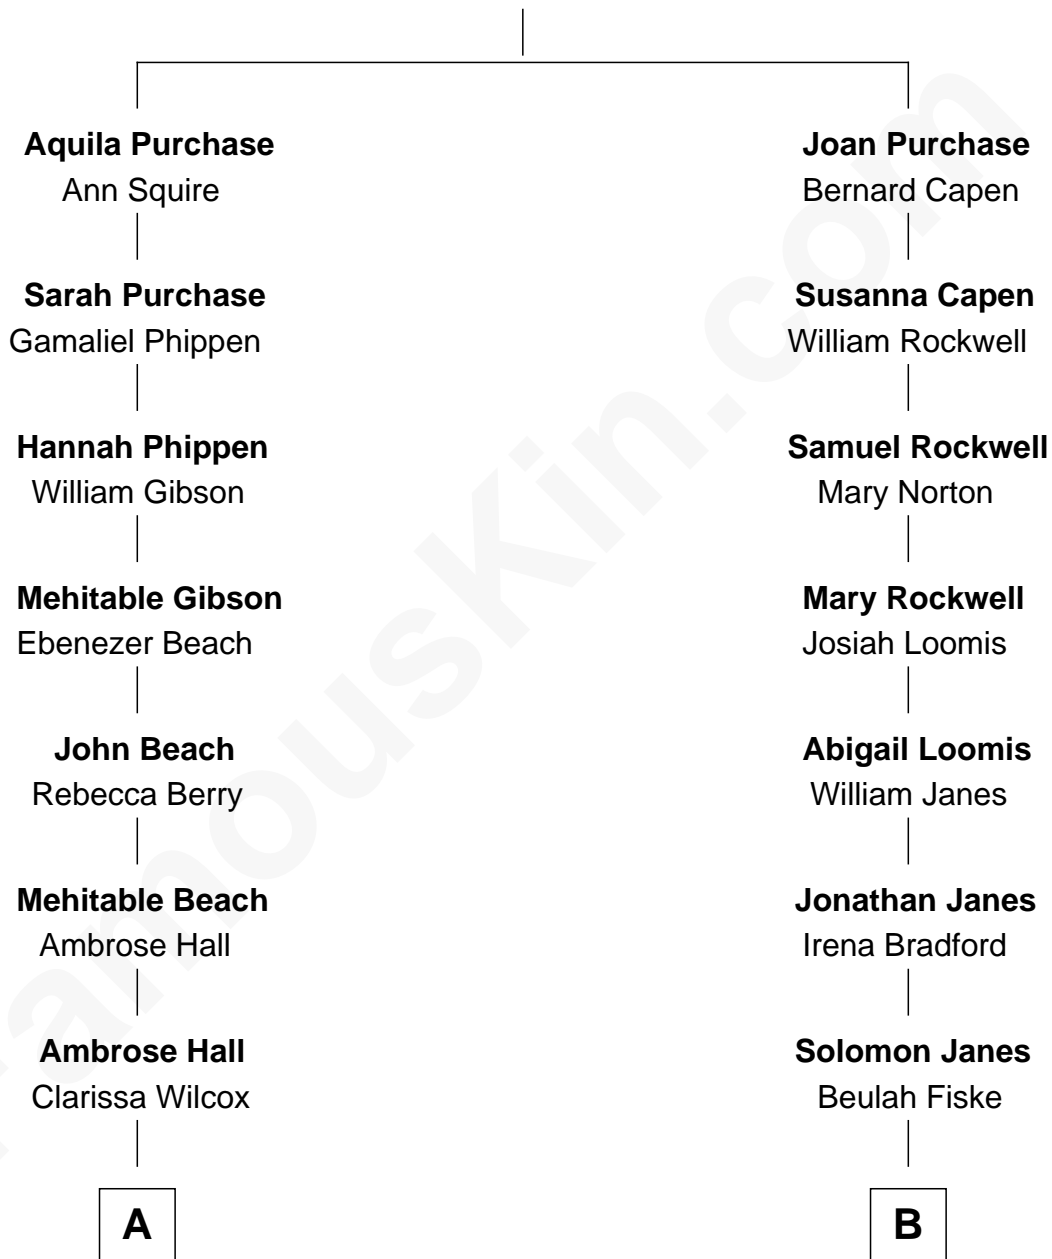 Aquila Purchase
Ann Squire
Sarah Purchase
Gamaliel Phippen
Hannah Phippen
William Gibson
Mehitable Gibson
Ebenezer Beach
John Beach
Rebecca Berry
Mehitable Beach
Ambrose Hall
Ambrose Hall
Clarissa Wilcox
A
Joan Purchase
Bernard Capen
Susanna Capen
William Rockwell
Samuel Rockwell
Mary Norton
Mary Rockwell
Josiah Loomis
Abigail Loomis
William Janes
Jonathan Janes
Irena Bradford
Solomon Janes
Beulah Fiske
B
FamousKin.com